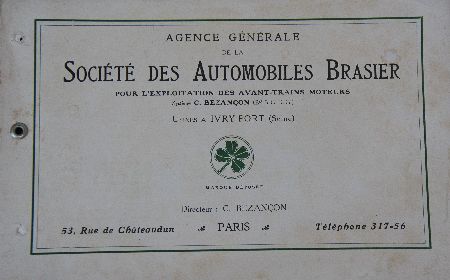 AGENCE GÉNÉRALE
DE LA
SOCIÉTÉ DES AUTOMOBILES BRASIER
POUR L'EXPLOITATION DES AVANT-TRAINS MOTEURS
Système C. BEZANÇON
USINES A IVRY PORT (SEINE)
MARQUE DÉPOSÉE
Directeur : C. BEZANÇON
53, Rue de Châteaudun PARIS Téléphone 317-56